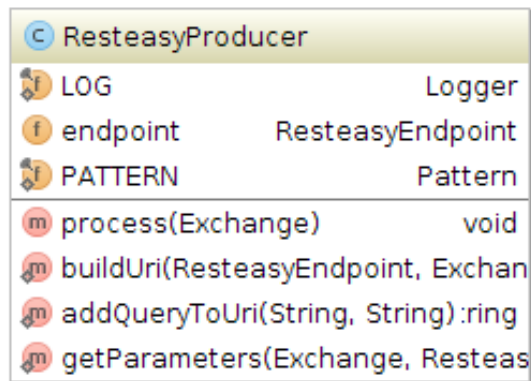 C ResteasyProducer
f LOG Logger
f endpoint ResteasyEndpoint
f PATTERN Pattern
m process(Exchange) void
m buildUri(ResteasyEndpoint, Exchan
m addQueryToUri(String, String):ring
m getParameters(Exchange, Resteas